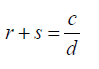 r + s = c/d